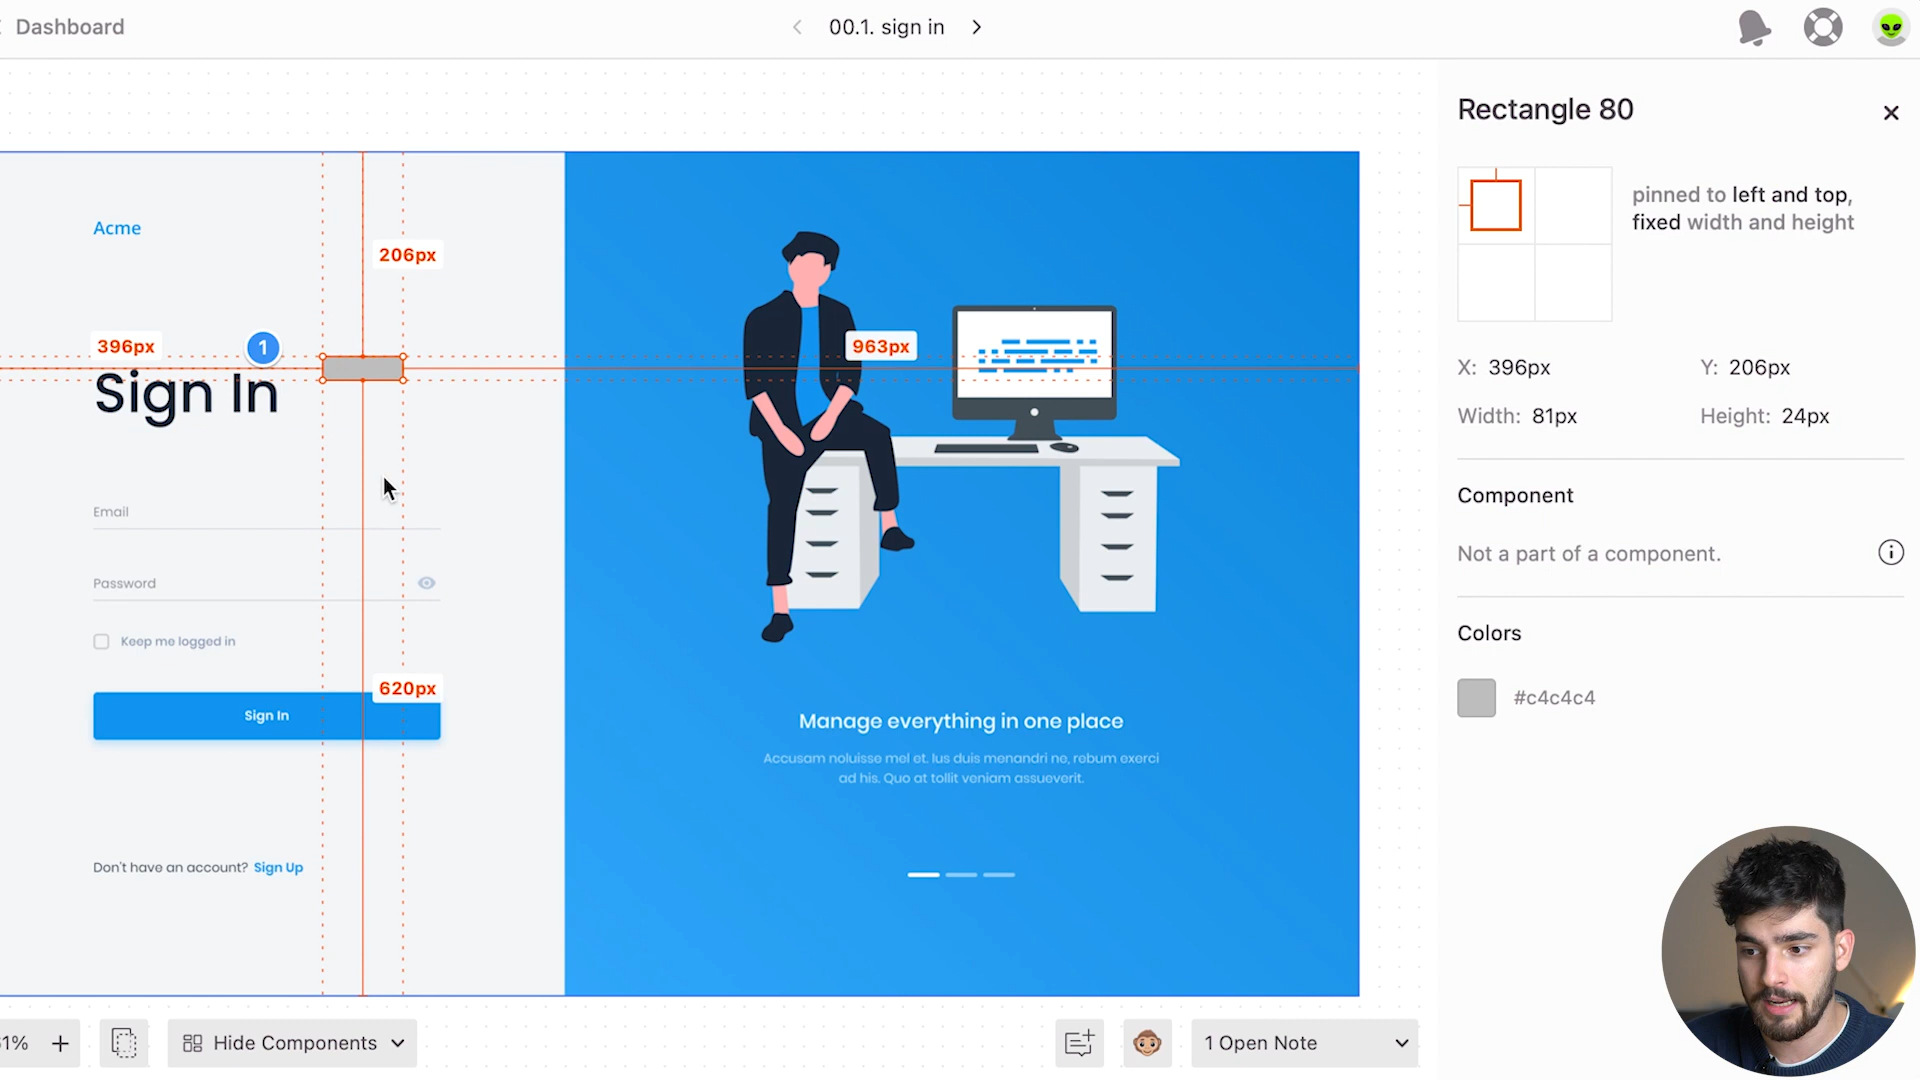 Dashboard
00.1. sign in
Rectangle 80
pinned to left and top,
fixed width and height
X: 396px
Y: 206px
Width: 81px
Height: 24px
Component
Not a part of a component.
Colors
#c4c4c4
Acme
206px
396px
1
963px
Sign In
Email
Password
Keep me logged in
620px
Sign In
Don't have an account? Sign Up
Manage everything in one place
Accusam noluisse mel et. Ius duis menandri ne, rebum exerci
ad his. Quo at tollit veniam assueverit.
1%
Hide Components
1 Open Note